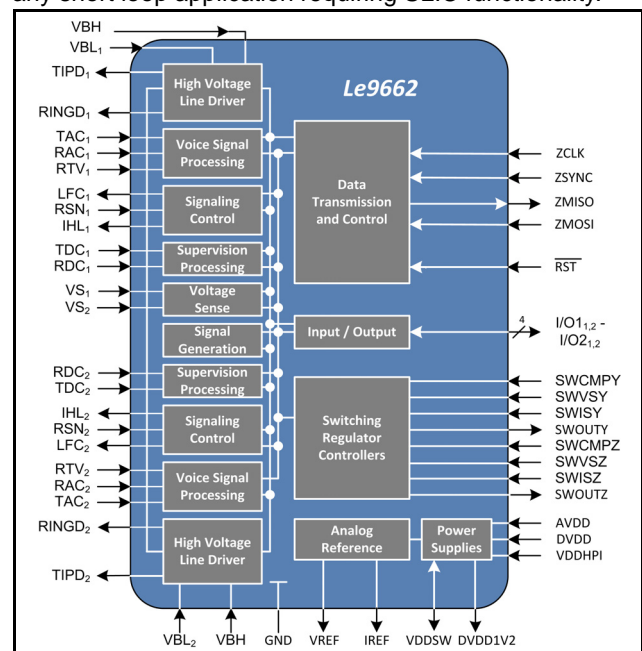 any short loop application requiring SLIC functionality.
VBH
VBL1
TIPD1
RINGD1
TAC1
RAC1
RTV1
LFC1
RSN1
IHL1
TDC1
RDC1
VS1
VS2
RDC2
TDC2
IHL2
RSN2
LFC2
RTV2
RAC2
TAC2
RINGD2
TIPD2
Le9662
High Voltage
Line Driver
Voice Signal
Processing
Signaling
Control
Supervision
Processing
Voltage
Sense
Signal
Generation
Supervision
Processing
Signaling
Control
Voice Signal
Processing
High Voltage
Line Driver
Data
Transmission
and Control
Input / Output
Switching
Regulator
Controllers
Analog
Reference
Power
Supplies
ZCLK
ZSYNC
ZMISO
ZMOSI
RST
4
I/O11,2 -
I/O21,2
SWCMPY
SWVSY
SWISY
SWOUTY
SWCMPZ
SWVSZ
SWISZ
SWOUTZ
AVDD
DVDD
VDDHPI
VBL2
VBH
GND
VREF
IREF
VDDSW
DVDD1V2